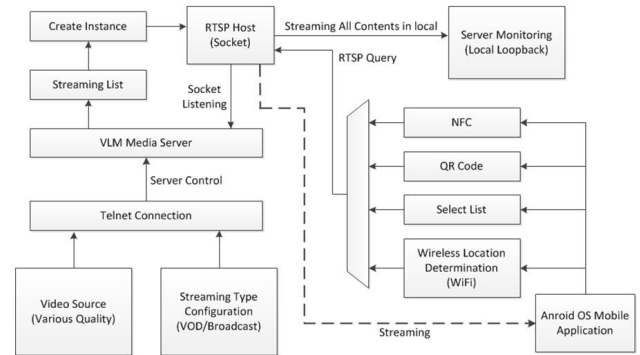 Create Instance
RTSP Host
(Socket)
Streaming All Contents in local
Server Monitoring
(Local Loopback)
RTSP Query
Streaming List
Socket
Listening
NFC
VLM Media Server
QR Code
Server Control
Select List
Telnet Connection
Wireless Location
Determination
(WiFi)
Video Source
(Various Quality)
Streaming Type
Configuration
(VOD/Broadcast)
Anroid OS Mobile
Application
Streaming